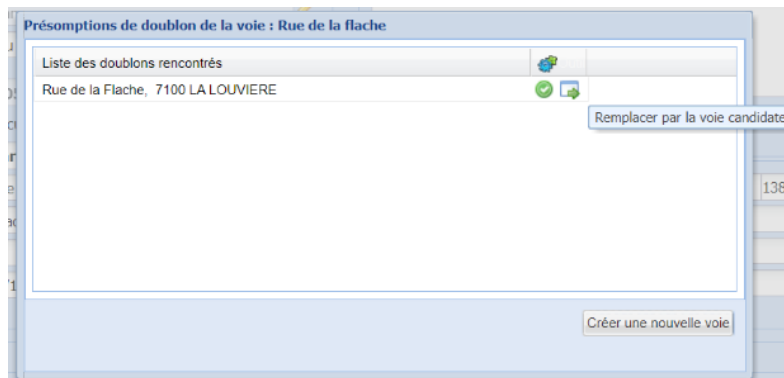 Présomptions de doublon de la voie : Rue de la flache
Liste des doublons rencontrés
Rue de la Flache, 7100 LA LOUVIERE
Remplacer par la voie candidate
138
Créer une nouvelle voie